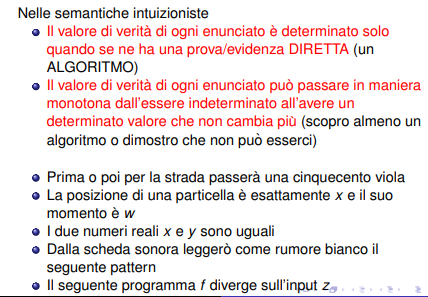 Nelle semantiche intuizioniste
Il valore di verità di ogni enunciato è determinato solo
quando se ne ha una prova/evidenza DIRETTA (un
ALGORITMO)
Il valore di verità di ogni enunciato può passare in maniera
monotona dall'essere indeterminato all'avere un
determinato valore che non cambia più (scopro almeno un
algoritmo o dimostro che non può esserci)
Prima o poi per la strada passerà una cinquecento viola
La posizione di una particella è esattamente x e il suo
momento è w
I due numeri reali x e y sono uguali
Dalla scheda sonora leggerò come rumore bianco il
seguente pattern
Il seguente programma f diverge sull'input z